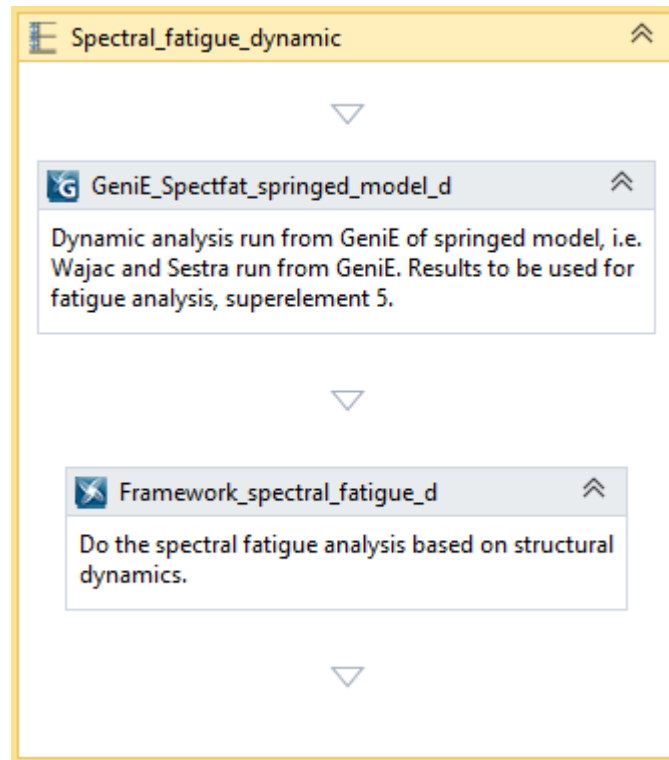 Spectral_fatigue_dynamic
GeniE_Spectfat_springed_model_d
Dynamic analysis run from GeniE of springed model, i.e.
Wajac and Sestra run from GeniE. Results to be used for
fatigue analysis, superelement 5.
Framework_spectral_fatigue_d
Do the spectral fatigue analysis based on structural
dynamics.